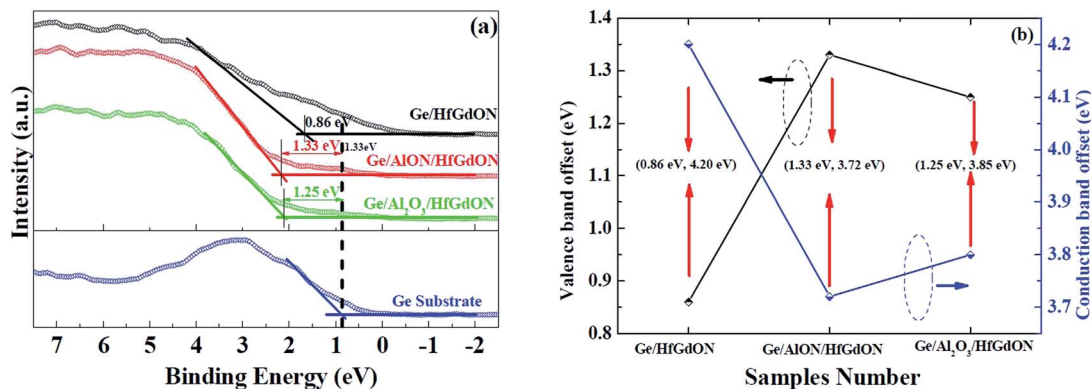 (a)
Intensity (a.u.)
0.86 eV
Ge/HfGdON
1.33 eV
1.33eV
Ge/AlON/HfGdON
1.25 eV
Ge/Al₂O₃/HfGdON
Ge Substrate
7 6 5 4 3 2 1 0 -1 -2
Binding Energy (eV)
(b)
Valence band offset (eV)
1.4
1.3
1.2
1.1
1.0
0.9
0.8
(0.86 eV, 4.20 eV)
(1.33 eV, 3.72 eV)
(1.25 eV, 3.85 eV)
4.2
4.1
4.0
3.9
3.8
3.7
Conduction band offset (eV)
Ge/HfGdON
Ge/AlON/HfGdON
Ge/Al₂O₃/HfGdON
Samples Number